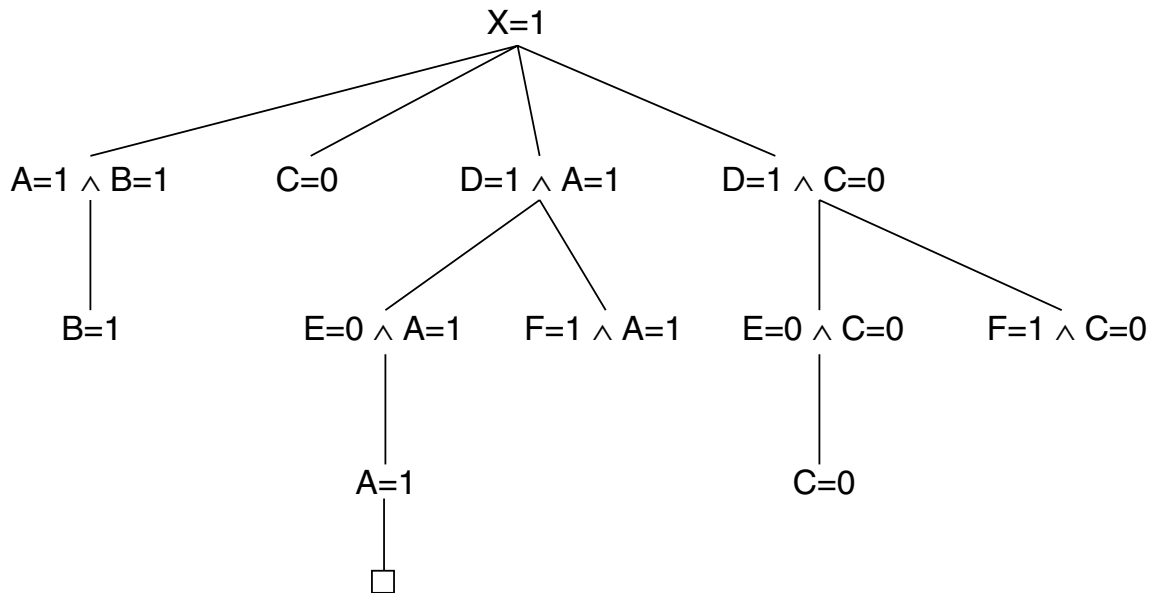 X=1
A=1 ∧ B=1 C=0 D=1 ∧ A=1 D=1 ∧ C=0
B=1 E=0 ∧ A=1 F=1 ∧ A=1 E=0 ∧ C=0 F=1 ∧ C=0
A=1 C=0